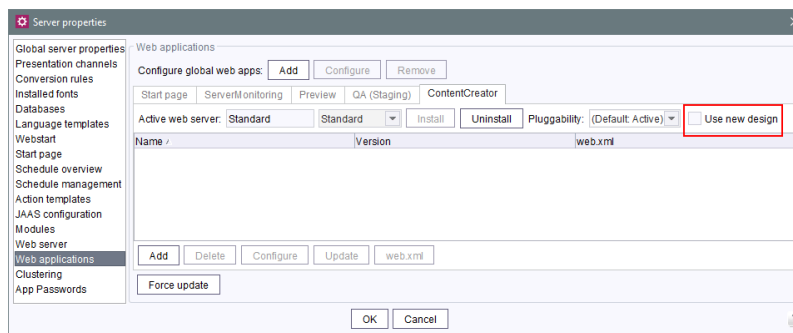 Server properties
Global server properties
Presentation channels
Conversion rules
Installed fonts
Databases
Language templates
Webstart
Start page
Schedule overview
Schedule management
Action templates
JAAS configuration
Modules
Web server
Web applications
Clustering
App Passwords
Web applications
Configure global web apps: Add Configure Remove
Start page ServerMonitoring Preview QA (Staging) ContentCreator
Active web server: Standard Standard Install Uninstall Pluggability: (Default: Active) Use new design
Name Version web.xml
Add Delete Configure Update web.xml
Force update
OK Cancel